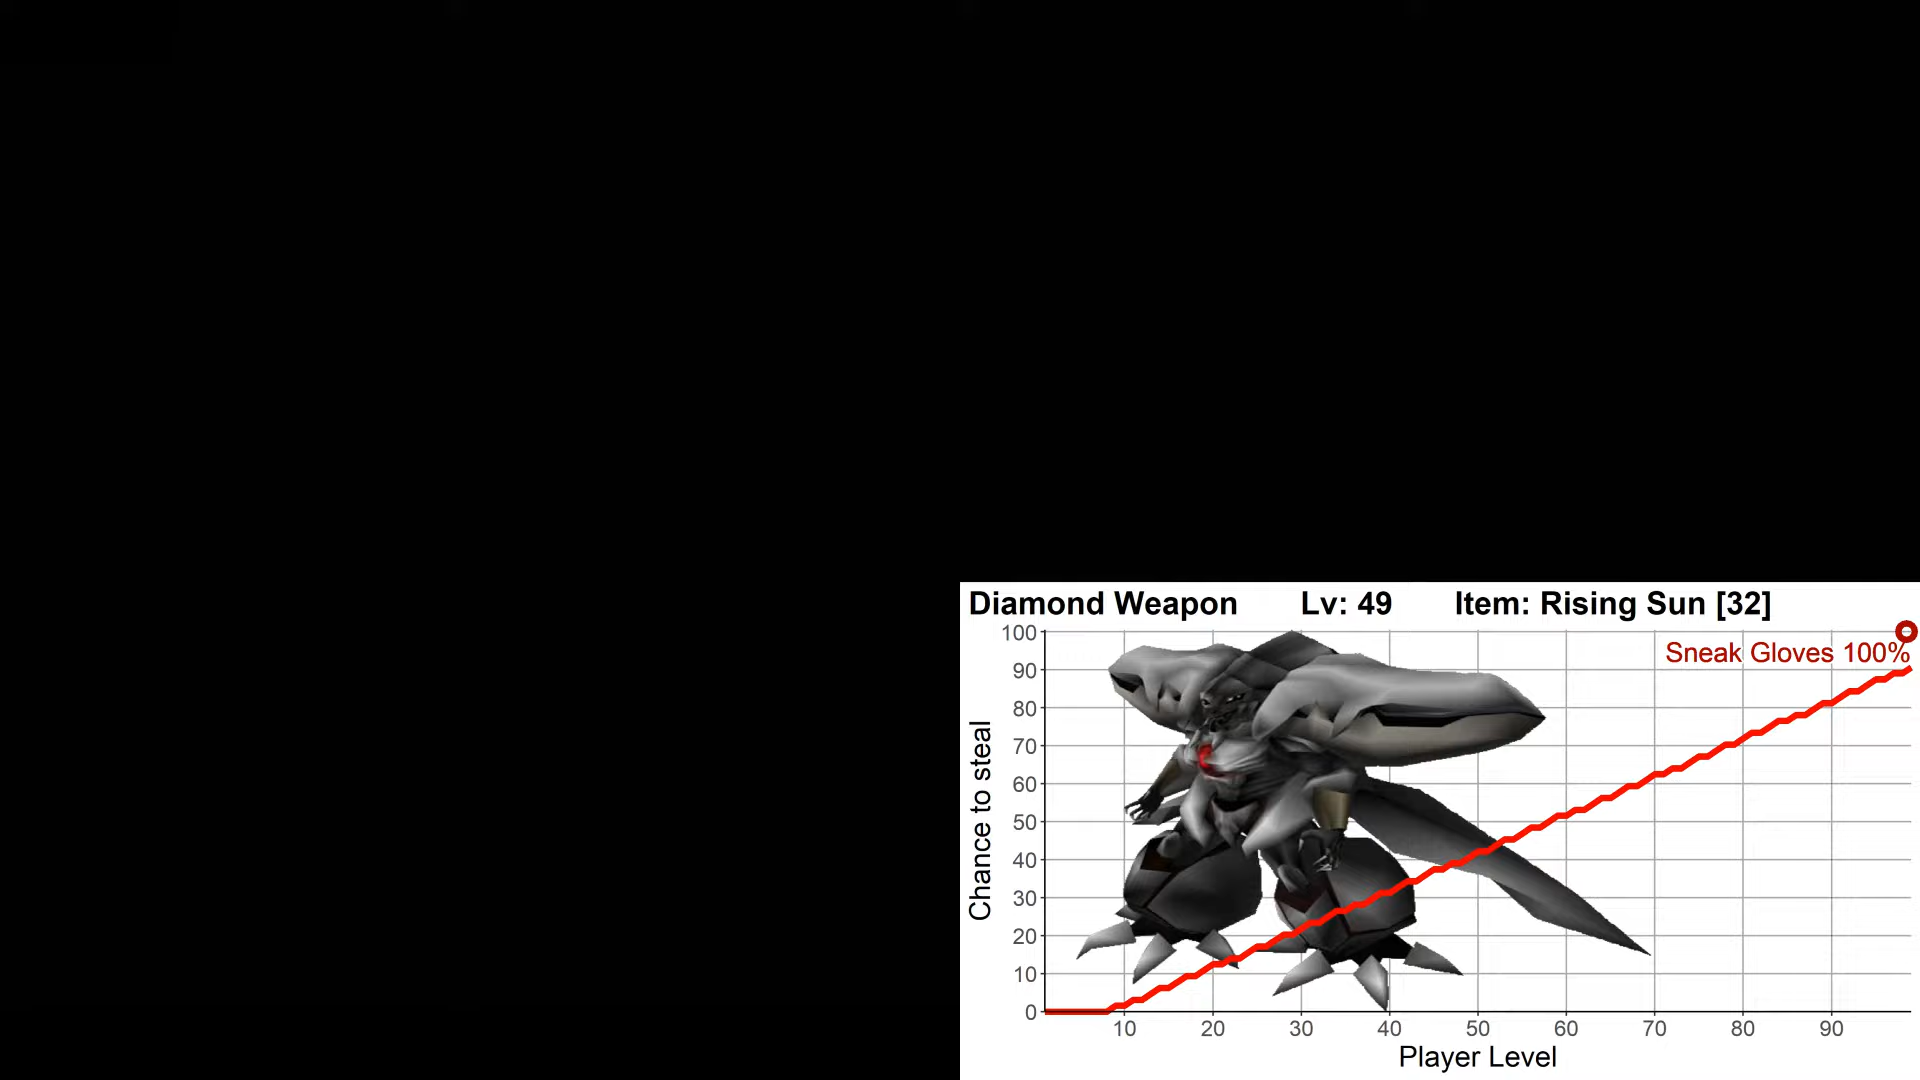 Diamond Weapon Lv: 49 Item: Rising Sun [32]
Sneak Gloves 100%
Chance to steal
100
90
80
70
60
50
40
30
20
10
0
10 20 30 40 50 60 70 80 90
Player Level